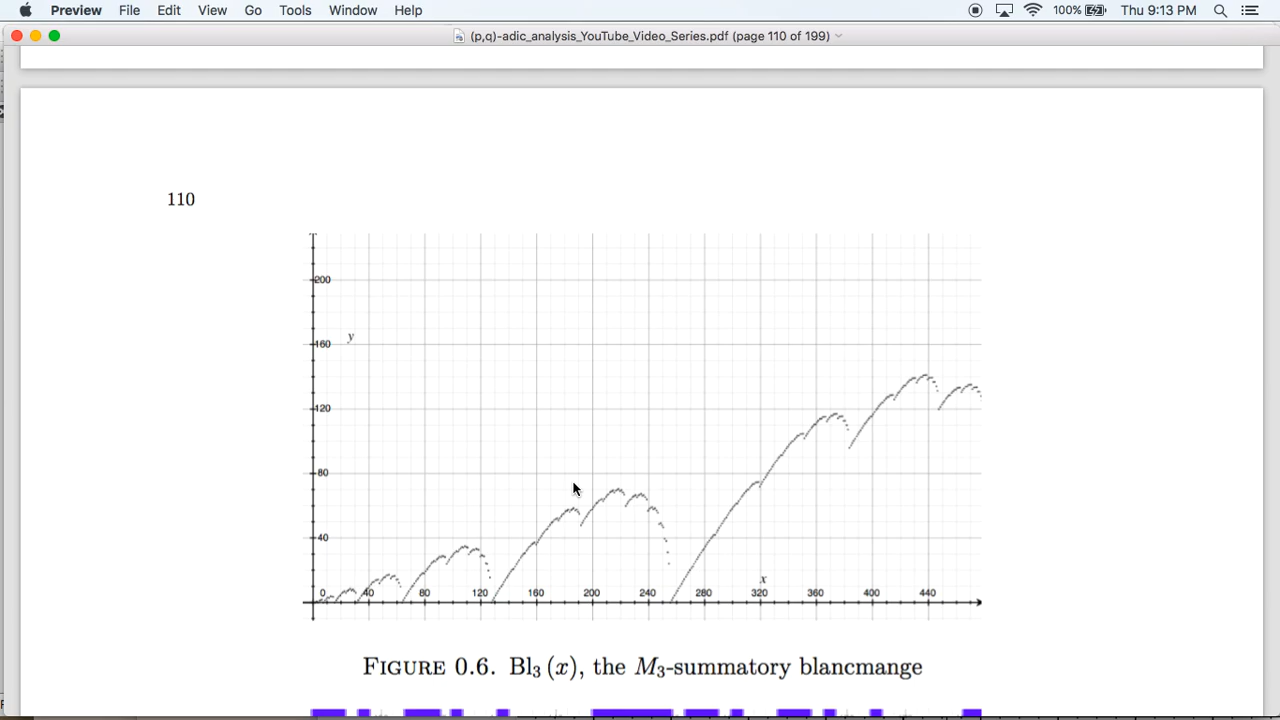 Preview File Edit View Go Tools Window Help 100% Thu 9:13 PM
(p,q)-adic_analysis_YouTube_Video_Series.pdf (page 110 of 199)
110
200
y
160
120
80
40
x
0 40 80 120 160 200 240 280 320 360 400 440
FIGURE 0.6. Bl₃ (x), the M₃-summatory blancmange